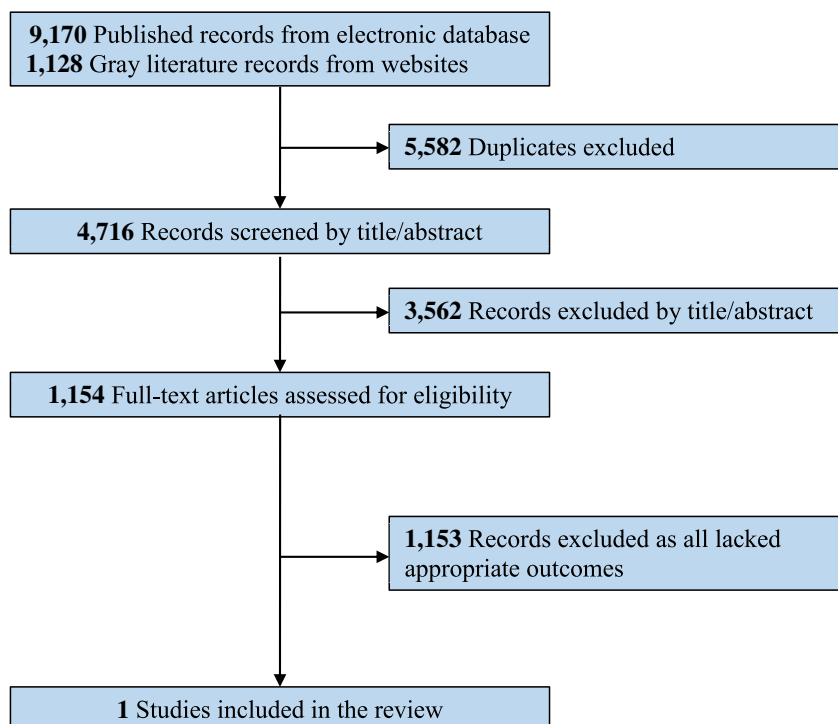 9,170 Published records from electronic database
1,128 Gray literature records from websites
5,582 Duplicates excluded
4,716 Records screened by title/abstract
3,562 Records excluded by title/abstract
1,154 Full-text articles assessed for eligibility
1,153 Records excluded as all lacked
appropriate outcomes
1 Studies included in the review